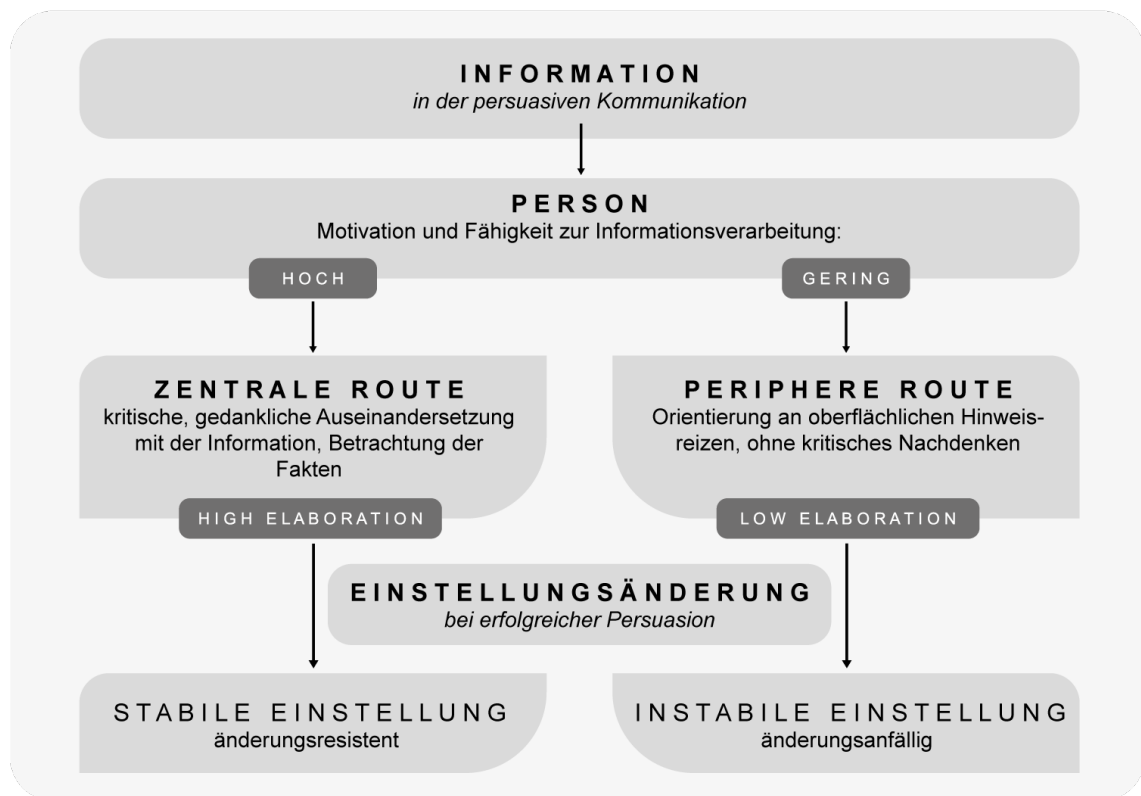 INFORMATION
in der persuasiven Kommunikation
PERSON
Motivation und Fähigkeit zur Informationsverarbeitung:
HOCH
GERING
ZENTRALE ROUTE
kritische, gedankliche Auseinandersetzung
mit der Information, Betrachtung der
Fakten
HIGH ELABORATION
PERIPHERE ROUTE
Orientierung an oberflächlichen Hinweis-
reizen, ohne kritisches Nachdenken
LOW ELABORATION
EINSTELLUNGSÄNDERUNG
bei erfolgreicher Persuasion
STABILE EINSTELLUNG
änderungsresistent
INSTABILE EINSTELLUNG
änderungsanfällig